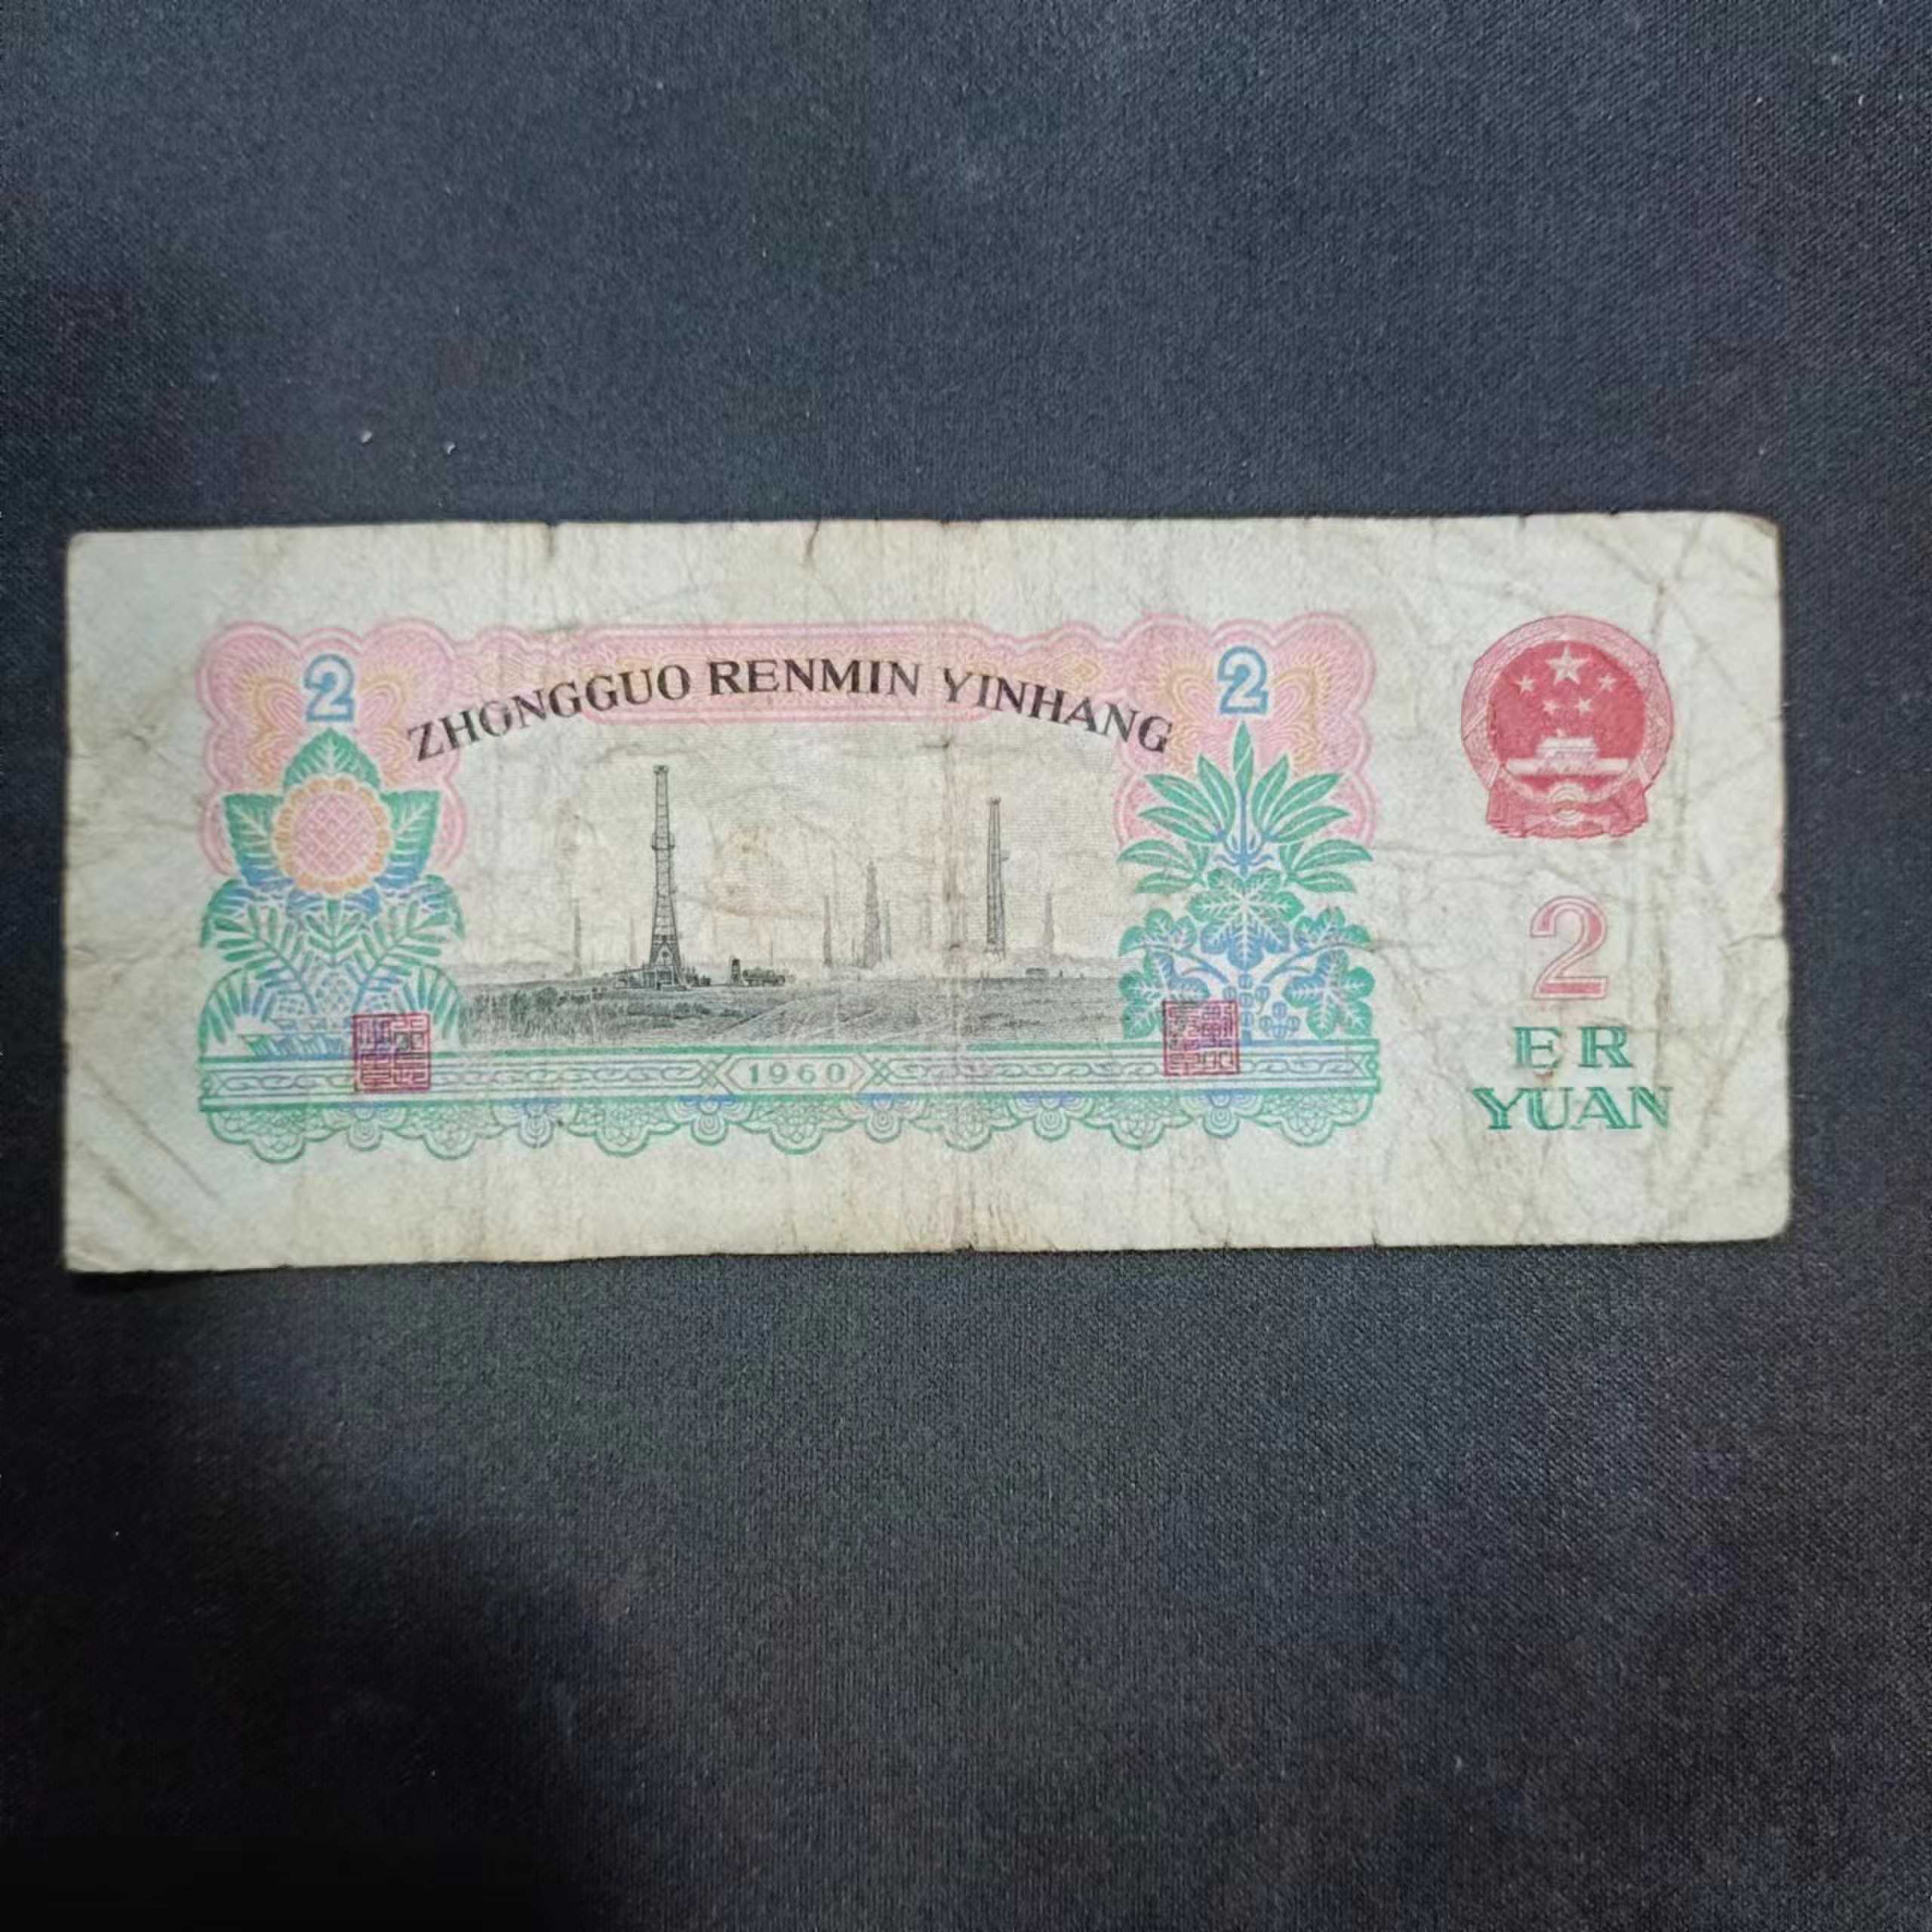 2 2
ZHONGGUO RENMIN YINHANG
2
ER
YUAN
1960